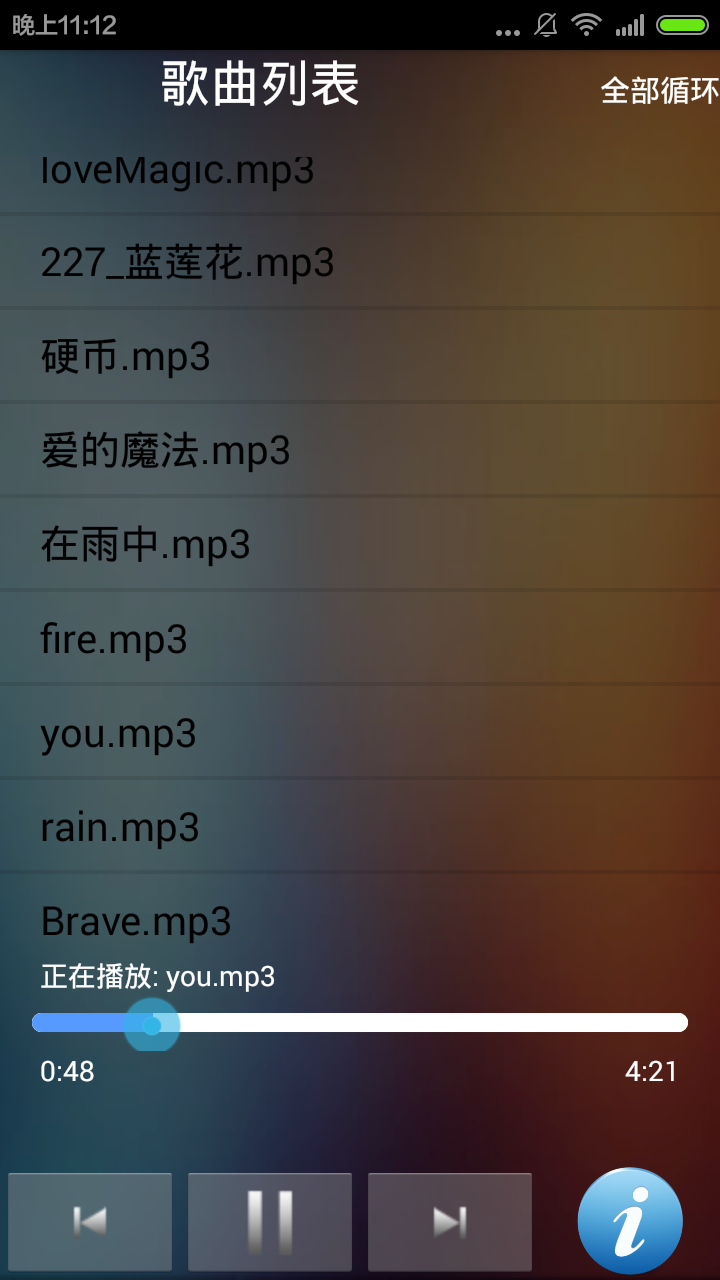 晚上11:12
歌曲列表
全部循环
loveMagic.mp3
227_蓝莲花.mp3
硬币.mp3
爱的魔法.mp3
在雨中.mp3
fire.mp3
you.mp3
rain.mp3
Brave.mp3
正在播放: you.mp3
0:48
4:21
i